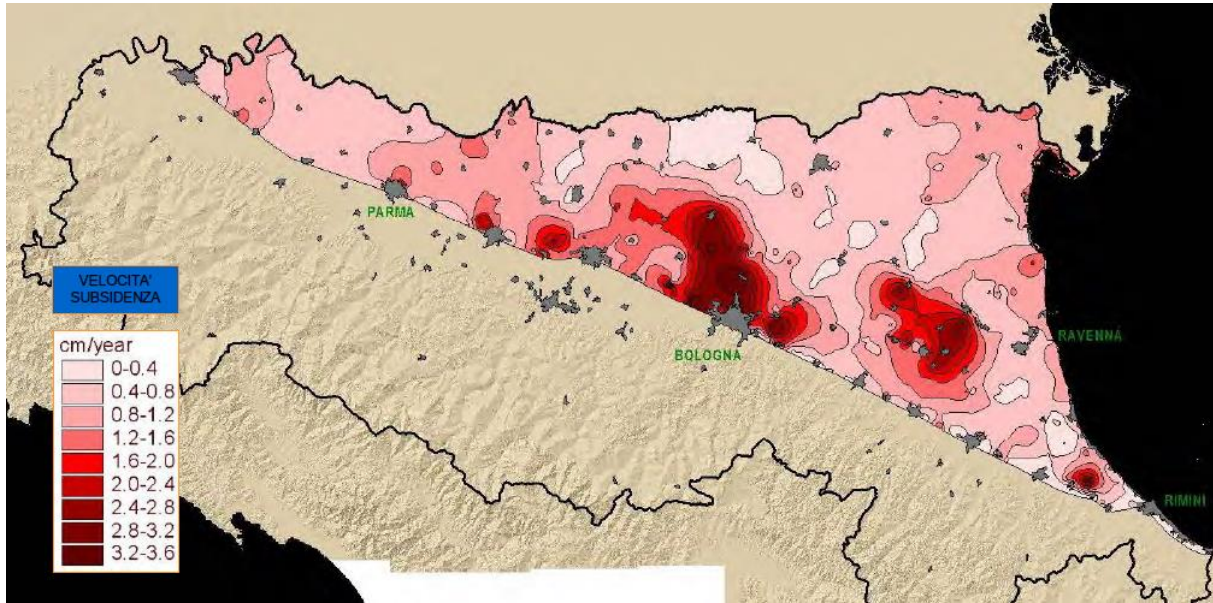 PARMA
BOLOGNA
RAVENNA
RIMINI
VELOCITA'
SUBSIDENZA
cm/year
0-0.4
0.4-0.8
0.8-1.2
1.2-1.6
1.6-2.0
2.0-2.4
2.4-2.8
2.8-3.2
3.2-3.6